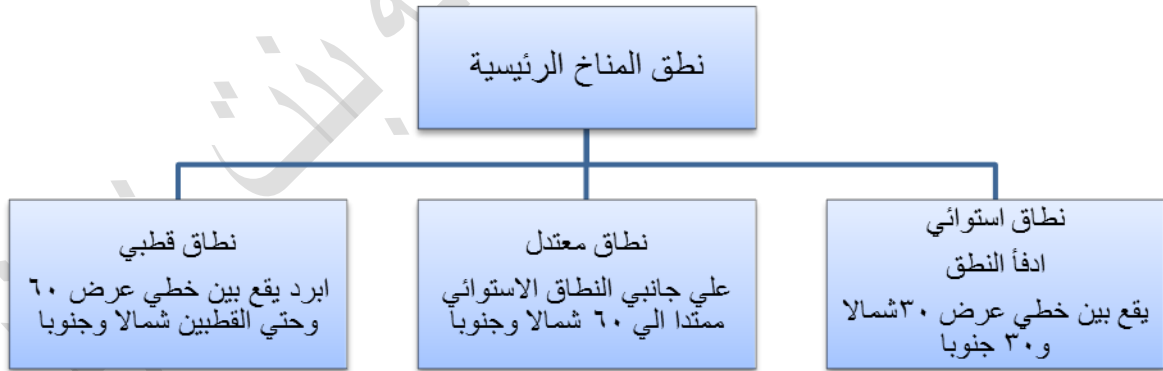 نطق المناخ الرئيسية
نطاق استوائي
ادفأ النطق
يقع بين خطي عرض ٣٠شمالا
و٣٠ جنوبا
نطاق معتدل
علي جانبي النطاق الاستوائي
ممتدا الي ٦٠ شمالا وجنوبا
نطاق قطبي
ابرد يقع بين خطي عرض ٦٠
وحتي القطبين شمالا وجنوبا